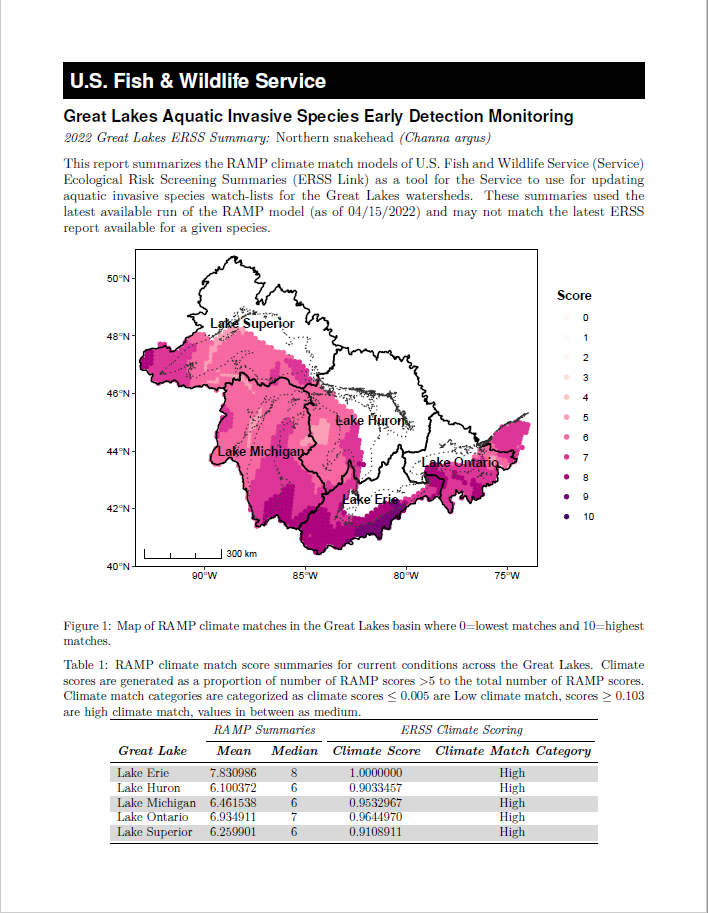 U.S. Fish & Wildlife Service
Great Lakes Aquatic Invasive Species Early Detection Monitoring
2022 Great Lakes ERSS Summary: Northern snakehead (Channa argus)
This report summarizes the RAMP climate match models of U.S. Fish and Wildlife Service (Service)
Ecological Risk Screening Summaries (ERSS Link) as a tool for the Service to use for updating
aquatic invasive species watch-lists for the Great Lakes watersheds. These summaries used the
latest available run of the RAMP model (as of 04/15/2022) and may not match the latest ERSS
report available for a given species.
50°N
48°N
46°N
44°N
42°N
40°N
Lake Superior
Lake Huron
Lake Michigan
Lake Ontario
Lake Erie
300 km
90°W 85°W 80°W 75°W
Score
0
1
2
3
4
5
6
7
8
9
10
Figure 1: Map of RAMP climate matches in the Great Lakes basin where 0=lowest matches and 10=highest
matches.
Table 1: RAMP climate match score summaries for current conditions across the Great Lakes. Climate
scores are generated as a proportion of number of RAMP scores >5 to the total number of RAMP scores.
Climate match categories are categorized as climate scores ≤ 0.005 are Low climate match, scores ≥ 0.103
are high climate match, values in between as medium.
RAMP Summaries ERSS Climate Scoring
Great Lake Mean Median Climate Score Climate Match Category
Lake Erie 7.830986 8 1.0000000 High
Lake Huron 6.100372 6 0.9033457 High
Lake Michigan 6.461538 6 0.9532967 High
Lake Ontario 6.934911 7 0.9644970 High
Lake Superior 6.259901 6 0.9108911 High